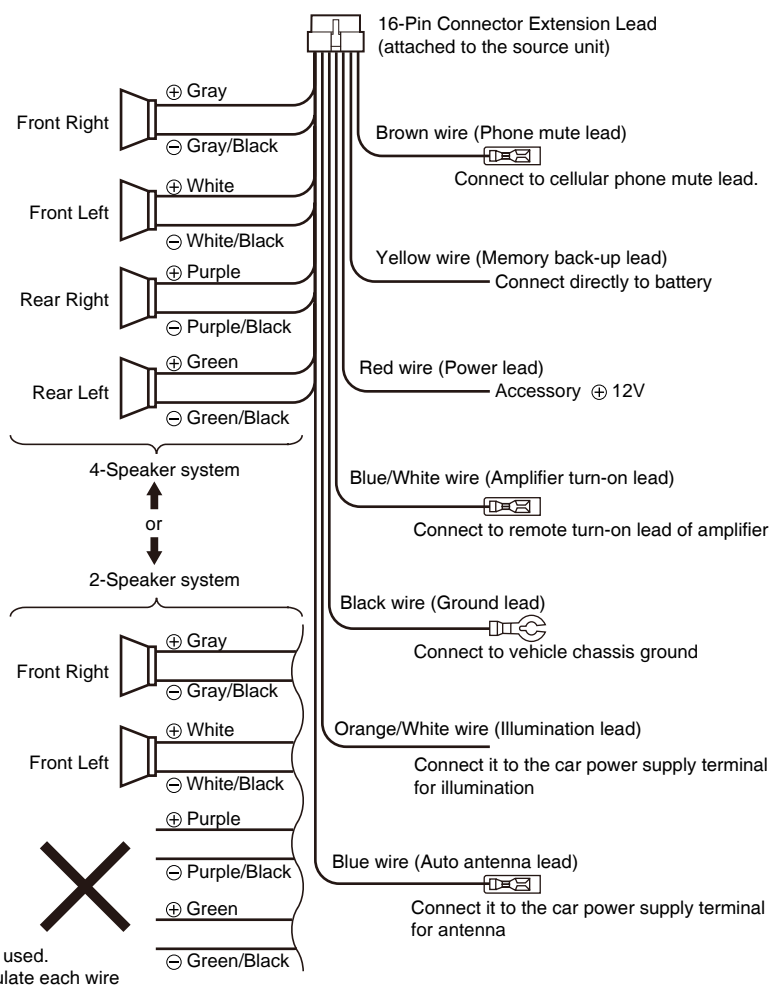 16-Pin Connector Extension Lead
(attached to the source unit)
Front Right
⊕ Gray
⊖ Gray/Black
Front Left
⊕ White
⊖ White/Black
Rear Right
⊕ Purple
⊖ Purple/Black
Rear Left
⊕ Green
⊖ Green/Black
4-Speaker system
or
2-Speaker system
Front Right
⊕ Gray
⊖ Gray/Black
Front Left
⊕ White
⊖ White/Black
⊕ Purple
⊖ Purple/Black
⊕ Green
⊖ Green/Black
used.
each wire
Brown wire (Phone mute lead)
Connect to cellular phone mute lead.
Yellow wire (Memory back-up lead)
Connect directly to battery
Red wire (Power lead)
Accessory ⊕ 12V
Blue/White wire (Amplifier turn-on lead)
Connect to remote turn-on lead of amplifier
Black wire (Ground lead)
Connect to vehicle chassis ground
Orange/White wire (Illumination lead)
Connect it to the car power supply terminal
for illumination
Blue wire (Auto antenna lead)
Connect it to the car power supply terminal
for antenna